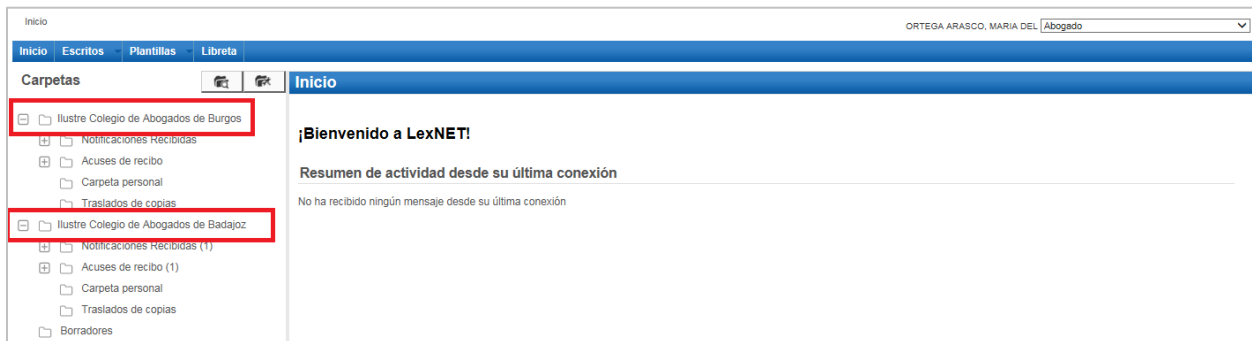 Inicio
ORTEGA ARASCO, MARIA DEL Abogado
Inicio Escritos Plantillas Libreta
Carpetas
Inicio
Ilustre Colegio de Abogados de Burgos
Notificaciones Recibidas
Acuses de recibo
Carpeta personal
Traslados de copias
Ilustre Colegio de Abogados de Badajoz
Notificaciones Recibidas (1)
Acuses de recibo (1)
Carpeta personal
Traslados de copias
Borradores
¡Bienvenido a LexNET!
Resumen de actividad desde su última conexión
No ha recibido ningún mensaje desde su última conexión